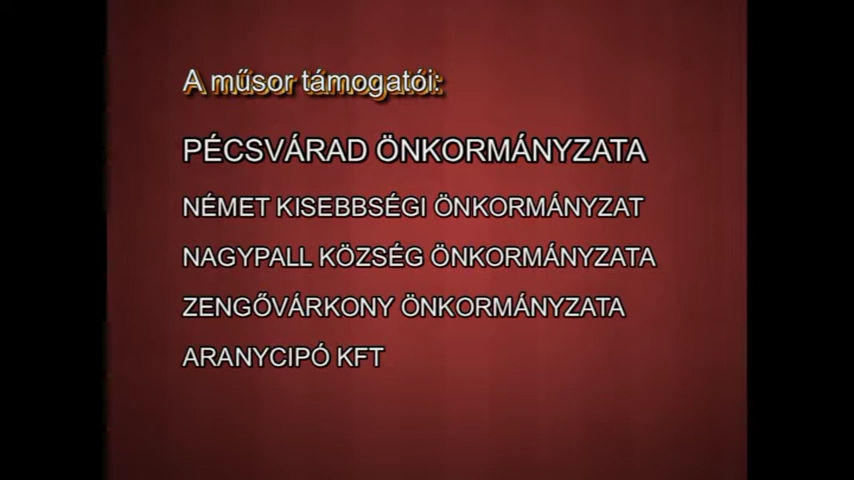 A műsor támogatói:
PÉCSVÁRAD ÖNKORMÁNYZATA
NÉMET KISEBBSÉGI ÖNKORMÁNYZAT
NAGYPALL KÖZSÉG ÖNKORMÁNYZATA
ZENGŐVÁRKONY ÖNKORMÁNYZATA
ARANYCIPÓ KFT